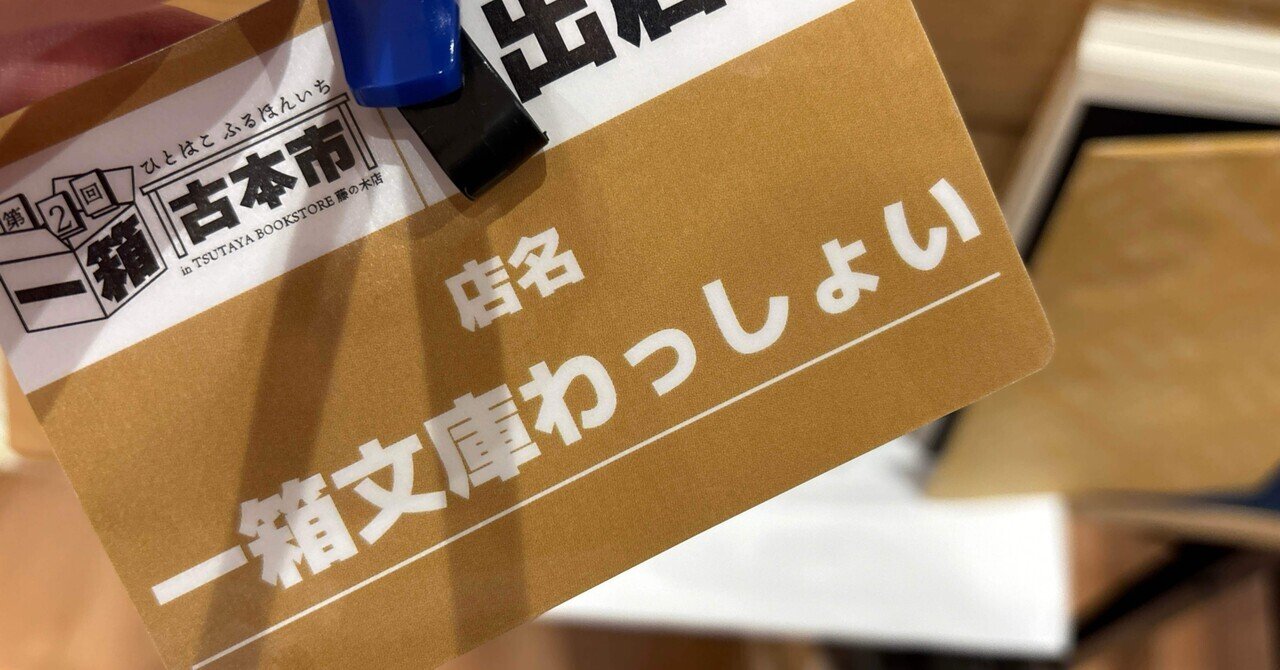 出店
ひとはこ ふるほんいち
第2回
一箱
古本市
in TSUTAYA BOOKSTORE 藤の木店
店名
一箱文庫わっしょい